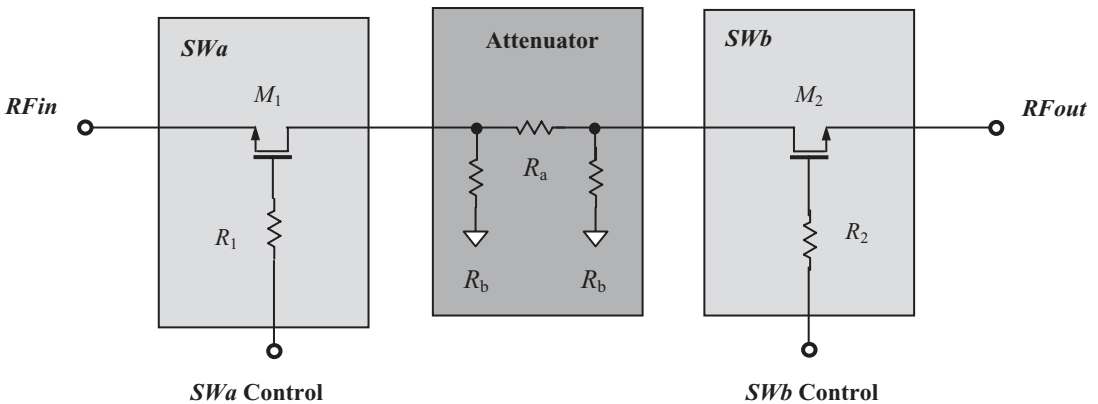 SWa
Attenuator
SWb
RFin
M1
M2
RFout
Ra
R1
R2
Rb
Rb
SWa Control
SWb Control